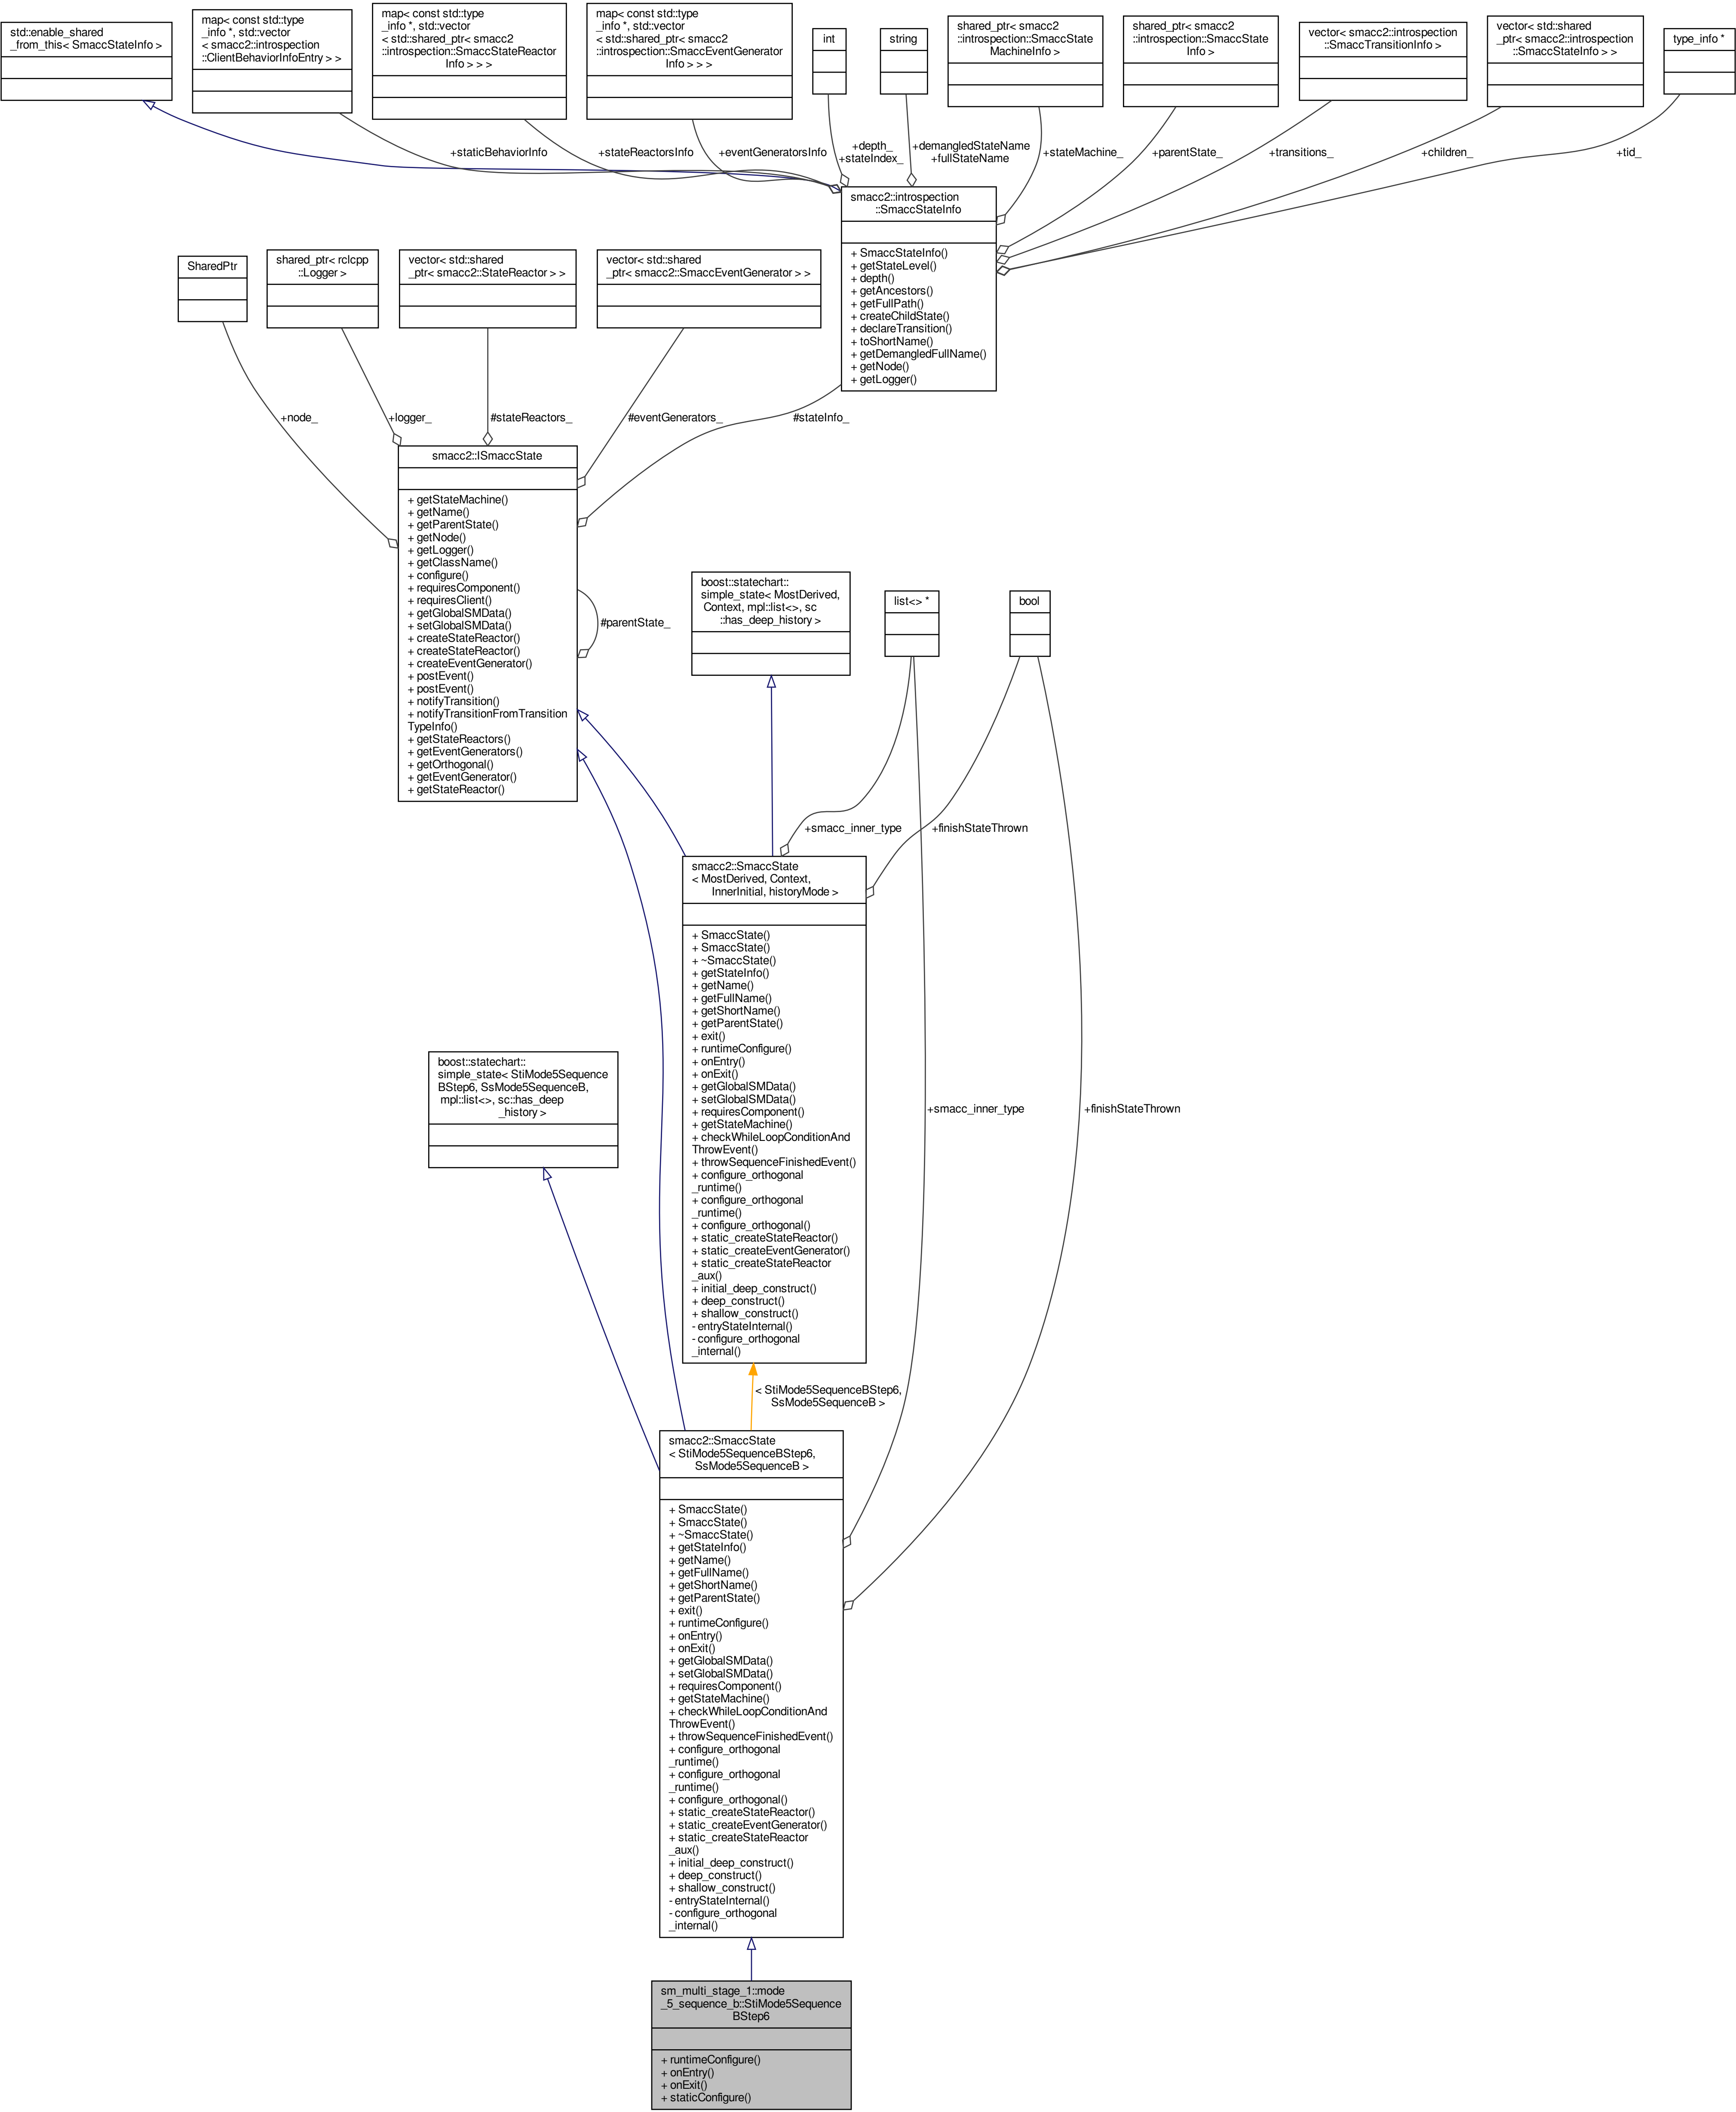 std::enable_shared
_from_this< SmaccStateInfo >
map< const std::type
_info *, std::vector
< smacc2::introspection
::ClientBehaviorInfoEntry > >
map< const std::type
_info *, std::vector
< std::shared_ptr< smacc2
::introspection::SmaccStateReactor
Info > > >
map< const std::type
_info *, std::vector
< std::shared_ptr< smacc2
::introspection::SmaccEventGenerator
Info > > >
int
string
shared_ptr< smacc2
::introspection::SmaccState
MachineInfo >
shared_ptr< smacc2
::introspection::SmaccState
Info >
vector< smacc2::introspection
::SmaccTransitionInfo >
vector< std::shared
_ptr< smacc2::introspection
::SmaccStateInfo > >
type_info *
+staticBehaviorInfo
+stateReactorsInfo
+eventGeneratorsInfo
+depth_
+stateIndex_
+demangledStateName
+fullStateName
+stateMachine_
+parentState_
+transitions_
+children_
+tid_
smacc2::introspection
::SmaccStateInfo
+ SmaccStateInfo()
+ getStateLevel()
+ depth()
+ getAncestors()
+ getFullPath()
+ createChildState()
+ declareTransition()
+ toShortName()
+ getDemangledFullName()
+ getNode()
+ getLogger()
SharedPtr
shared_ptr< rclcpp
::Logger >
vector< std::shared
_ptr< smacc2::StateReactor > >
vector< std::shared
_ptr< smacc2::SmaccEventGenerator > >
+node_
+logger_
#stateReactors_
#eventGenerators_
#stateInfo_
smacc2::ISmaccState
+ getStateMachine()
+ getName()
+ getParentState()
+ getNode()
+ getLogger()
+ getClassName()
+ configure()
+ requiresComponent()
+ requiresClient()
+ getGlobalSMData()
+ setGlobalSMData()
+ createStateReactor()
+ createStateReactor()
+ createEventGenerator()
+ postEvent()
+ postEvent()
+ notifyTransition()
+ notifyTransitionFromTransition
TypeInfo()
+ getStateReactors()
+ getEventGenerators()
+ getOrthogonal()
+ getEventGenerator()
+ getStateReactor()
#parentState_
boost::statechart::
simple_state< MostDerived,
Context, mpl::list<>, sc
::has_deep_history >
list<> *
bool
+smacc_inner_type
+finishStateThrown
smacc2::SmaccState
< MostDerived, Context,
InnerInitial, historyMode >
+ SmaccState()
+ SmaccState()
+ ~SmaccState()
+ getStateInfo()
+ getName()
+ getFullName()
+ getShortName()
+ getParentState()
+ exit()
+ runtimeConfigure()
+ onEntry()
+ onExit()
+ getGlobalSMData()
+ setGlobalSMData()
+ requiresComponent()
+ getStateMachine()
+ checkWhileLoopConditionAnd
ThrowEvent()
+ throwSequenceFinishedEvent()
+ configure_orthogonal
_runtime()
+ configure_orthogonal
_runtime()
+ configure_orthogonal()
+ static_createStateReactor()
+ static_createEventGenerator()
+ static_createStateReactor
_aux()
+ initial_deep_construct()
+ deep_construct()
+ shallow_construct()
- entryStateInternal()
- configure_orthogonal
_internal()
boost::statechart::
simple_state< StiMode5Sequence
BStep6, SsMode5SequenceB,
mpl::list<>, sc::has_deep
_history >
+smacc_inner_type
+finishStateThrown
< StiMode5SequenceBStep6,
SsMode5SequenceB >
smacc2::SmaccState
< StiMode5SequenceBStep6,
SsMode5SequenceB >
+ SmaccState()
+ SmaccState()
+ ~SmaccState()
+ getStateInfo()
+ getName()
+ getFullName()
+ getShortName()
+ getParentState()
+ exit()
+ runtimeConfigure()
+ onEntry()
+ onExit()
+ getGlobalSMData()
+ setGlobalSMData()
+ requiresComponent()
+ getStateMachine()
+ checkWhileLoopConditionAnd
ThrowEvent()
+ throwSequenceFinishedEvent()
+ configure_orthogonal
_runtime()
+ configure_orthogonal
_runtime()
+ configure_orthogonal()
+ static_createStateReactor()
+ static_createEventGenerator()
+ static_createStateReactor
_aux()
+ initial_deep_construct()
+ deep_construct()
+ shallow_construct()
- entryStateInternal()
- configure_orthogonal
_internal()
sm_multi_stage_1::mode
_5_sequence_b::StiMode5Sequence
BStep6
+ runtimeConfigure()
+ onEntry()
+ onExit()
+ staticConfigure()